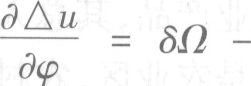 ∂△u/∂φ = δΩ −